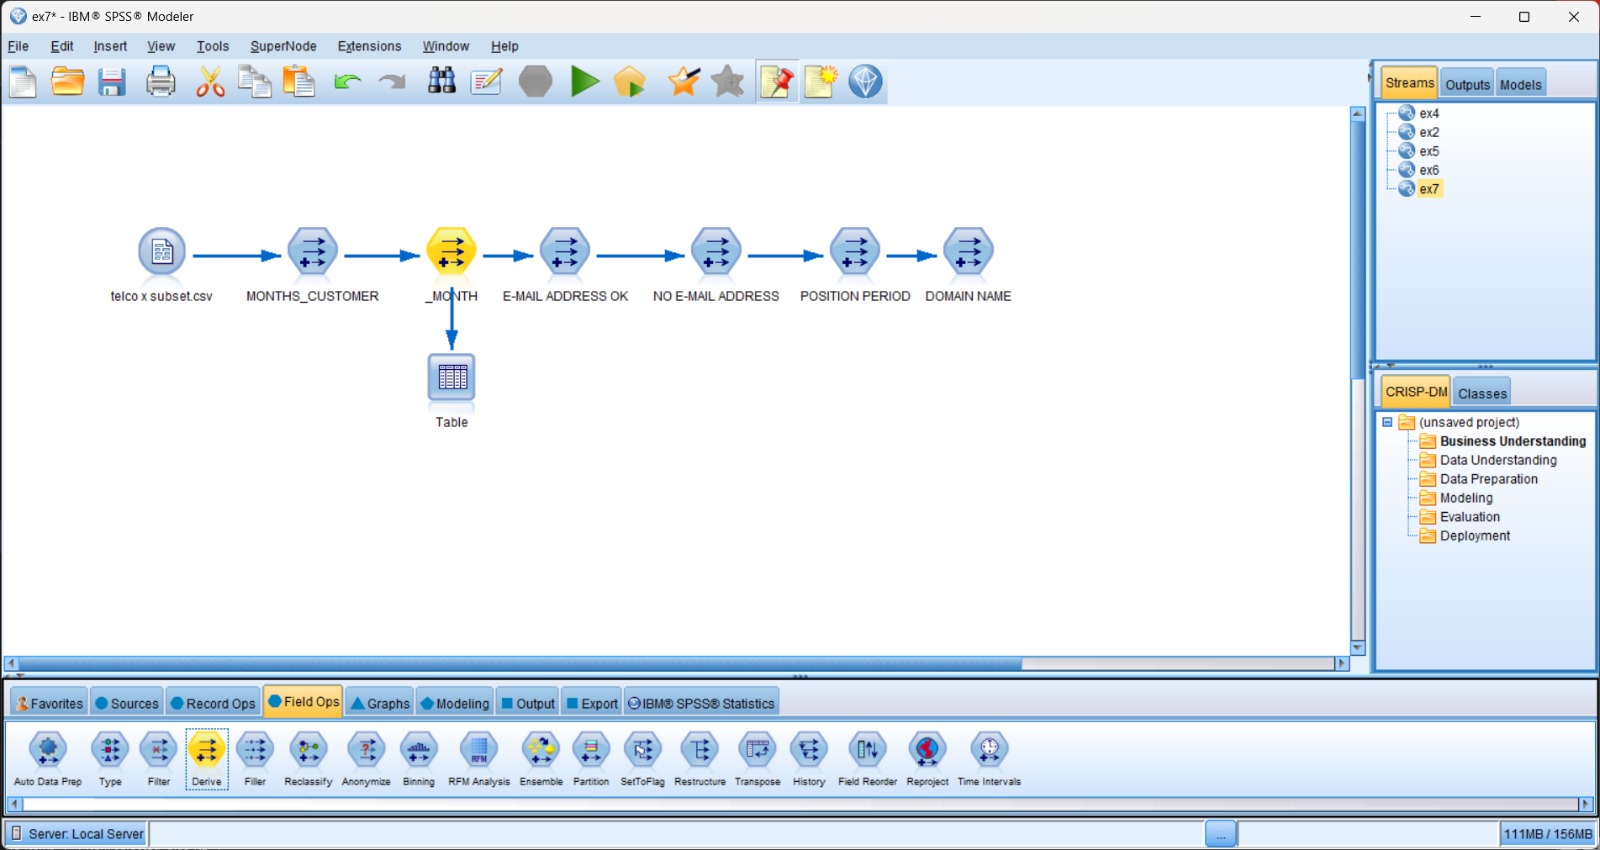 ex7* - IBM® SPSS® Modeler
File Edit Insert View Tools SuperNode Extensions Window Help
Streams Outputs Models
ex4
ex2
ex5
ex6
ex7
telco x subset.csv MONTHS_CUSTOMER _MONTH E-MAIL ADDRESS OK NO E-MAIL ADDRESS POSITION PERIOD DOMAIN NAME
Table
CRISP-DM Classes
(unsaved project)
Business Understanding
Data Understanding
Data Preparation
Modeling
Evaluation
Deployment
Favorites Sources Record Ops Field Ops Graphs Modeling Output Export IBM® SPSS® Statistics
RFM
Auto Data Prep Type Filter Derive Filler Reclassify Anonymize Binning RFM Analysis Ensemble Partition SetToFlag Restructure Transpose History Field Reorder Reproject Time Intervals
Server: Local Server ... 111MB / 156MB